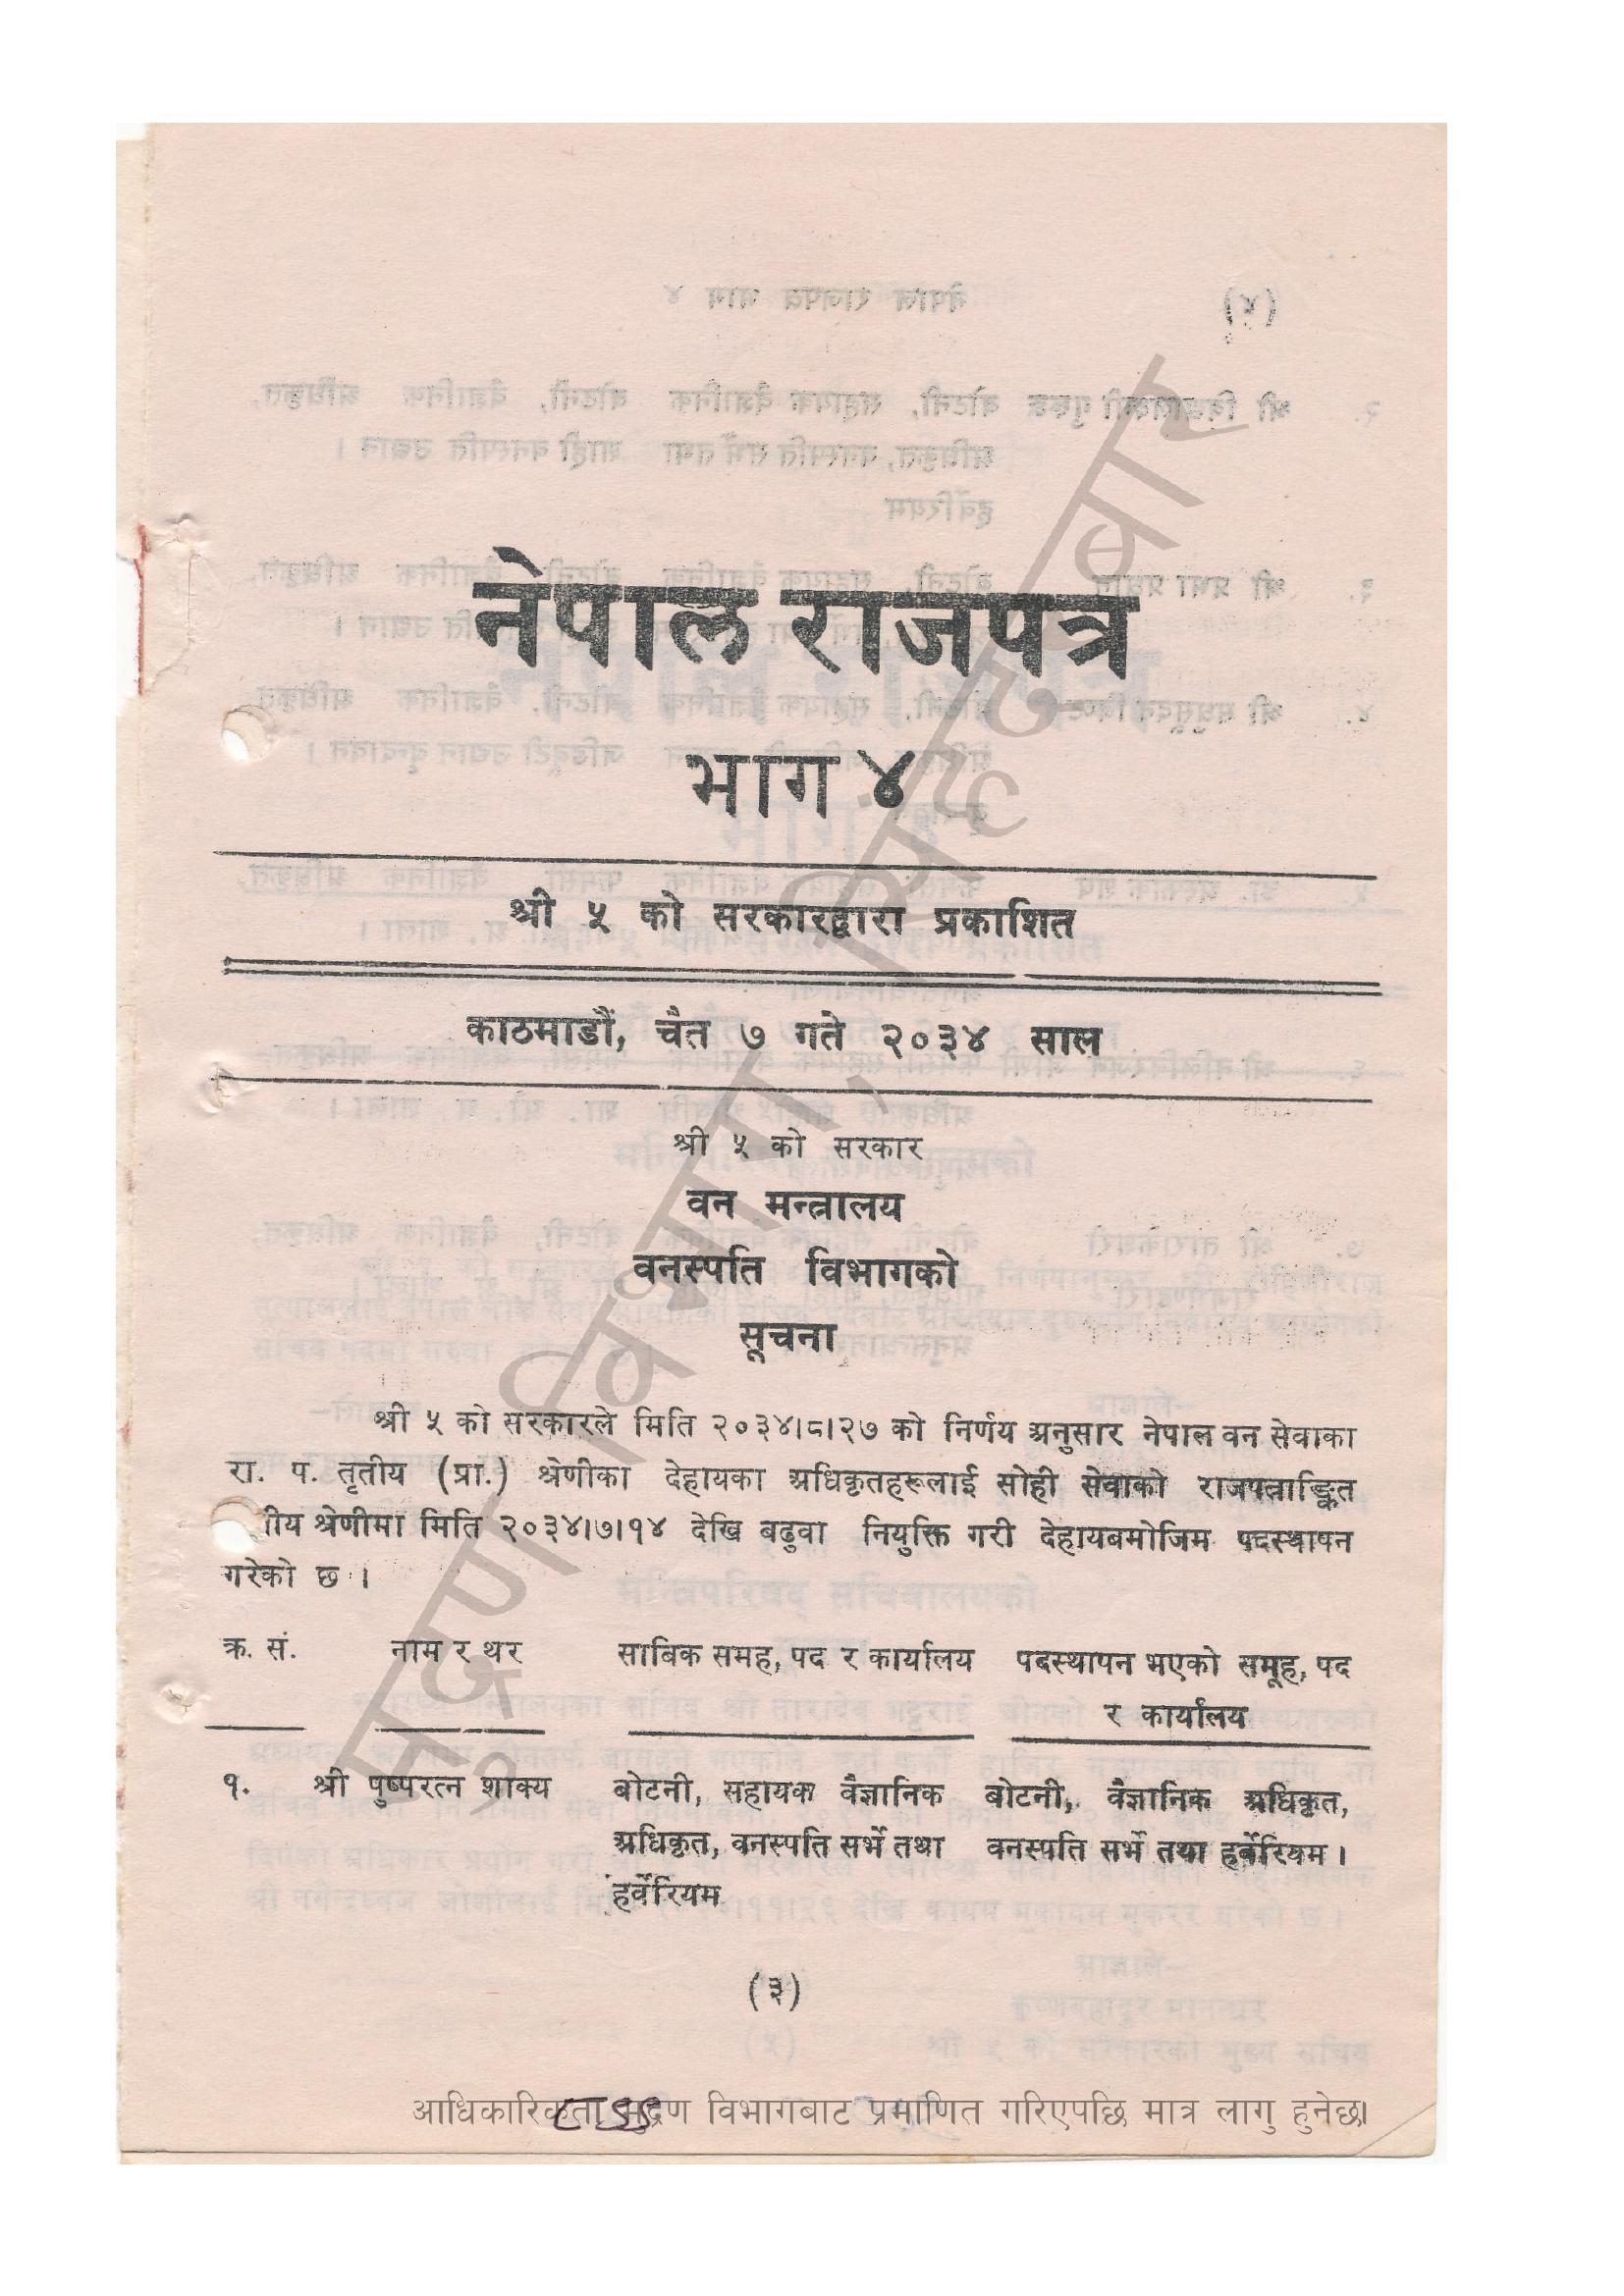 नेपाल राजपत्र
भाग ४
श्री ५ को सरकारद्वारा प्रकाशित
काठमाडौं, चैत ७ गते २०३४ साल
श्री ५ को सरकार
वन मन्त्रालय
वनस्पति विभागको
सूचना
श्री ५ को सरकारले मिति २०३४।८।२७ को निर्णय अनुसार नेपाल वन सेवाका
रा. प. तृतीय (प्रा.) श्रेणीका देहायका अधिकृतहरूलाई सोही सेवाको राजपत्राङ्कित
श्रेणीमा मिति २०३४।७।१४ देखि बढुवा नियुक्ति गरी देहायबमोजिम पदस्थापन
गरेको छ ।
क्र. सं. नाम र थर साबिक समह, पद र कार्यालय पदस्थापन भएको समूह, पद
र कार्यालय
१. श्री पुष्परत्न शाक्य बोटनी, सहायक वैज्ञानिक बोटनी, वैज्ञानिक अधिकृत,
अधिकृत, वनस्पति सर्भे तथा वनस्पति सर्भे तथा हर्बेरियम ।
हर्वेरियम
(३)
मुद्रण विभाग, सिंहदरबार
आधिकारिकता मुद्रण विभागबाट प्रमाणित गरिएपछि मात्र लागु हुनेछ।